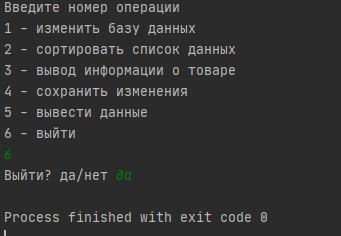 Введите номер операции
1 - изменить базу данных
2 - сортировать список данных
3 - вывод информации о товаре
4 - сохранить изменения
5 - вывести данные
6 - выйти
6
Выйти? да/нет да
Process finished with exit code 0